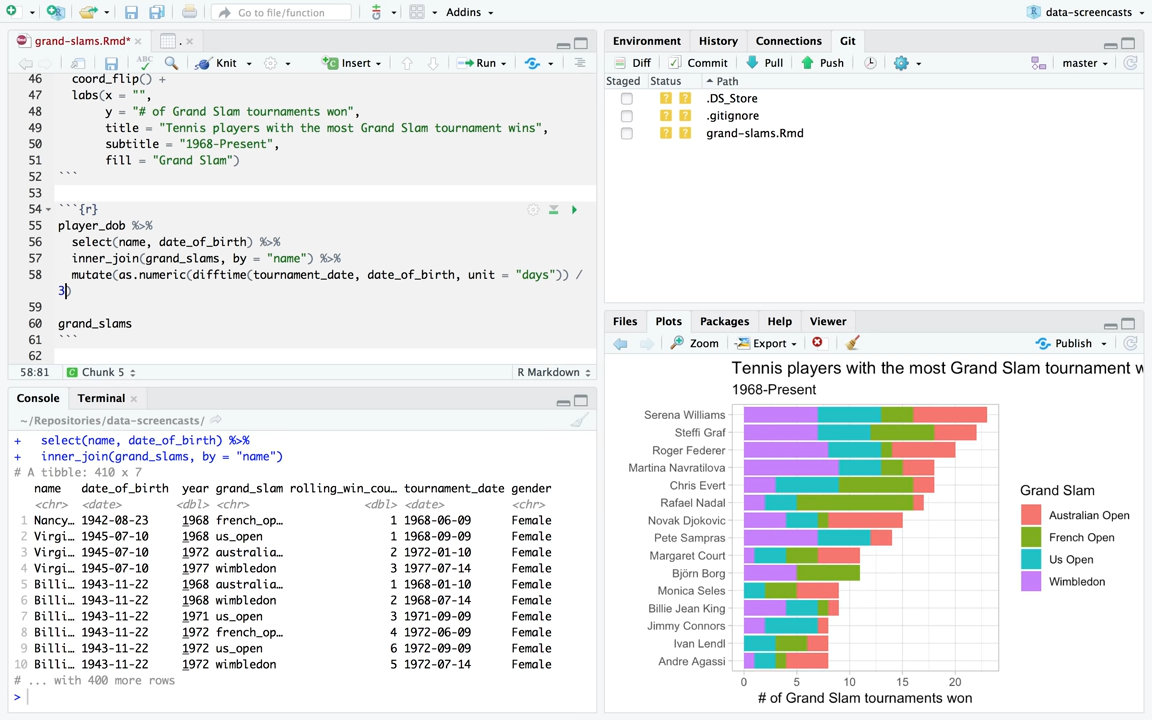 Go to file/function
Addins
data-screencasts
grand-slams.Rmd*
.
ABC
Knit
Insert
Run
46 coord_flip() +
47 labs(x = "",
48 y = "# of Grand Slam tournaments won",
49 title = "Tennis players with the most Grand Slam tournament wins",
50 subtitle = "1968-Present",
51 fill = "Grand Slam")
52 ```
53
54 ```{r}
55 player_dob %>%
56 select(name, date_of_birth) %>%
57 inner_join(grand_slams, by = "name") %>%
58 mutate(as.numeric(difftime(tournament_date, date_of_birth, unit = "days")) /
3)
59
60 grand_slams
61 ```
62
58:81 Chunk 5 R Markdown
Console Terminal
~/Repositories/data-screencasts/
+ select(name, date_of_birth) %>%
+ inner_join(grand_slams, by = "name")
# A tibble: 410 x 7
name date_of_birth year grand_slam rolling_win_cou… tournament_date gender
<chr> <date> <dbl> <chr> <dbl> <date> <chr>
1 Nancy… 1942-08-23 1968 french_op… 1 1968-06-09 Female
2 Virgi… 1945-07-10 1968 us_open 1 1968-09-09 Female
3 Virgi… 1945-07-10 1972 australia… 2 1972-01-10 Female
4 Virgi… 1945-07-10 1977 wimbledon 3 1977-07-14 Female
5 Billi… 1943-11-22 1968 australia… 1 1968-01-10 Female
6 Billi… 1943-11-22 1968 wimbledon 2 1968-07-14 Female
7 Billi… 1943-11-22 1971 us_open 3 1971-09-09 Female
8 Billi… 1943-11-22 1972 french_op… 4 1972-06-09 Female
9 Billi… 1943-11-22 1972 us_open 6 1972-09-09 Female
10 Billi… 1943-11-22 1972 wimbledon 5 1972-07-14 Female
# ... with 400 more rows
>
Environment History Connections Git
Diff Commit Pull Push master
Staged Status Path
? ? .DS_Store
? ? .gitignore
? ? grand-slams.Rmd
Files Plots Packages Help Viewer
Zoom Export Publish
Tennis players with the most Grand Slam tournament w
1968-Present
Serena Williams
Steffi Graf
Roger Federer
Martina Navratilova
Chris Evert
Rafael Nadal
Novak Djokovic
Pete Sampras
Margaret Court
Björn Borg
Monica Seles
Billie Jean King
Jimmy Connors
Ivan Lendl
Andre Agassi
0 5 10 15 20
# of Grand Slam tournaments won
Grand Slam
Australian Open
French Open
Us Open
Wimbledon